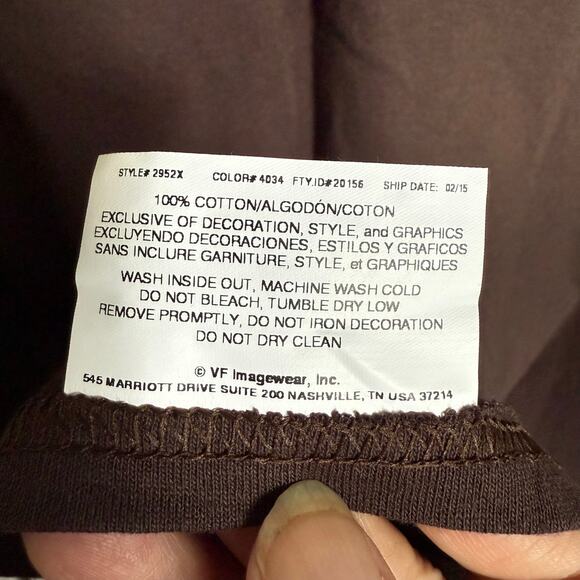 STYLE# 2952X COLOR# 4034 FTY.ID#20156 SHIP DATE: 02/15
100% COTTON/ALGODÓN/COTON
EXCLUSIVE OF DECORATION, STYLE, and GRAPHICS
EXCLUYENDO DECORACIONES, ESTILOS Y GRAFICOS
SANS INCLURE GARNITURE, STYLE, et GRAPHIQUES
WASH INSIDE OUT, MACHINE WASH COLD
DO NOT BLEACH, TUMBLE DRY LOW
REMOVE PROMPTLY, DO NOT IRON DECORATION
DO NOT DRY CLEAN
© VF Imagewear, Inc.
545 MARRIOTT DRIVE SUITE 200 NASHVILLE, TN USA 37214